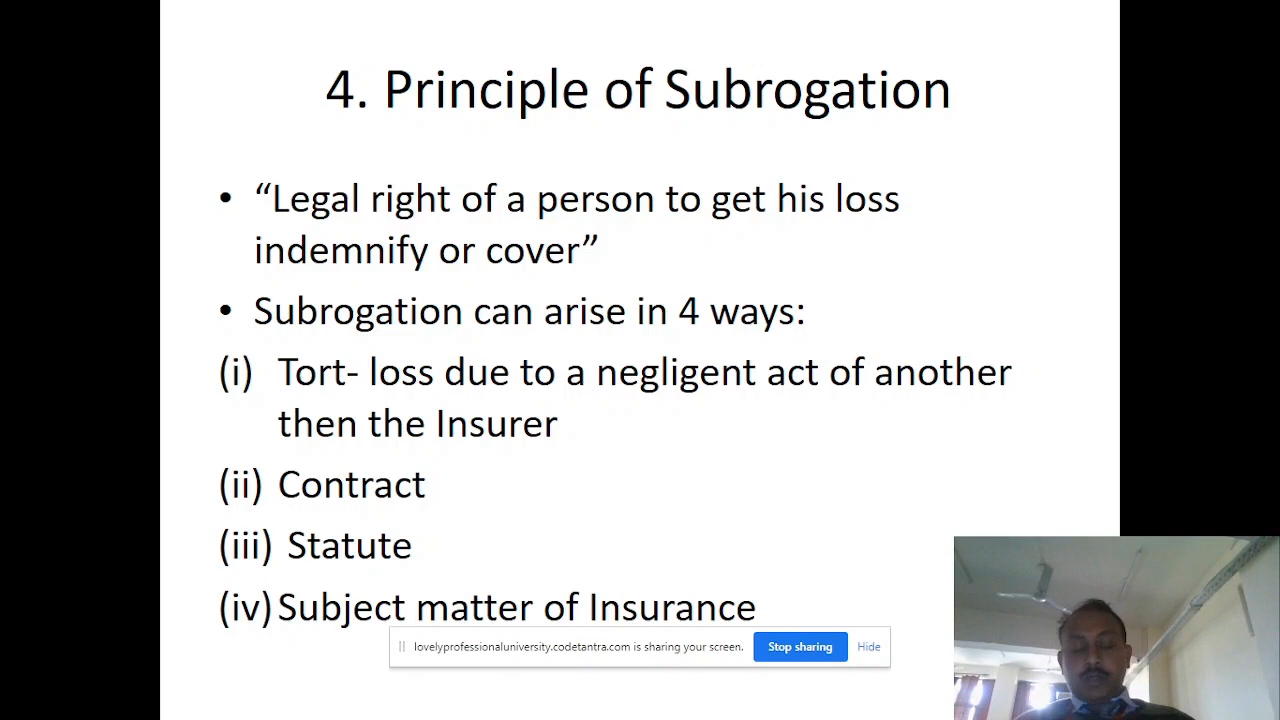 4. Principle of Subrogation
• “Legal right of a person to get his loss
indemnify or cover”
• Subrogation can arise in 4 ways:
(i) Tort- loss due to a negligent act of another
then the Insurer
(ii) Contract
(iii) Statute
(iv) Subject matter of Insurance
lovelyprofessionaluniversity.codetantra.com is sharing your screen. Stop sharing Hide